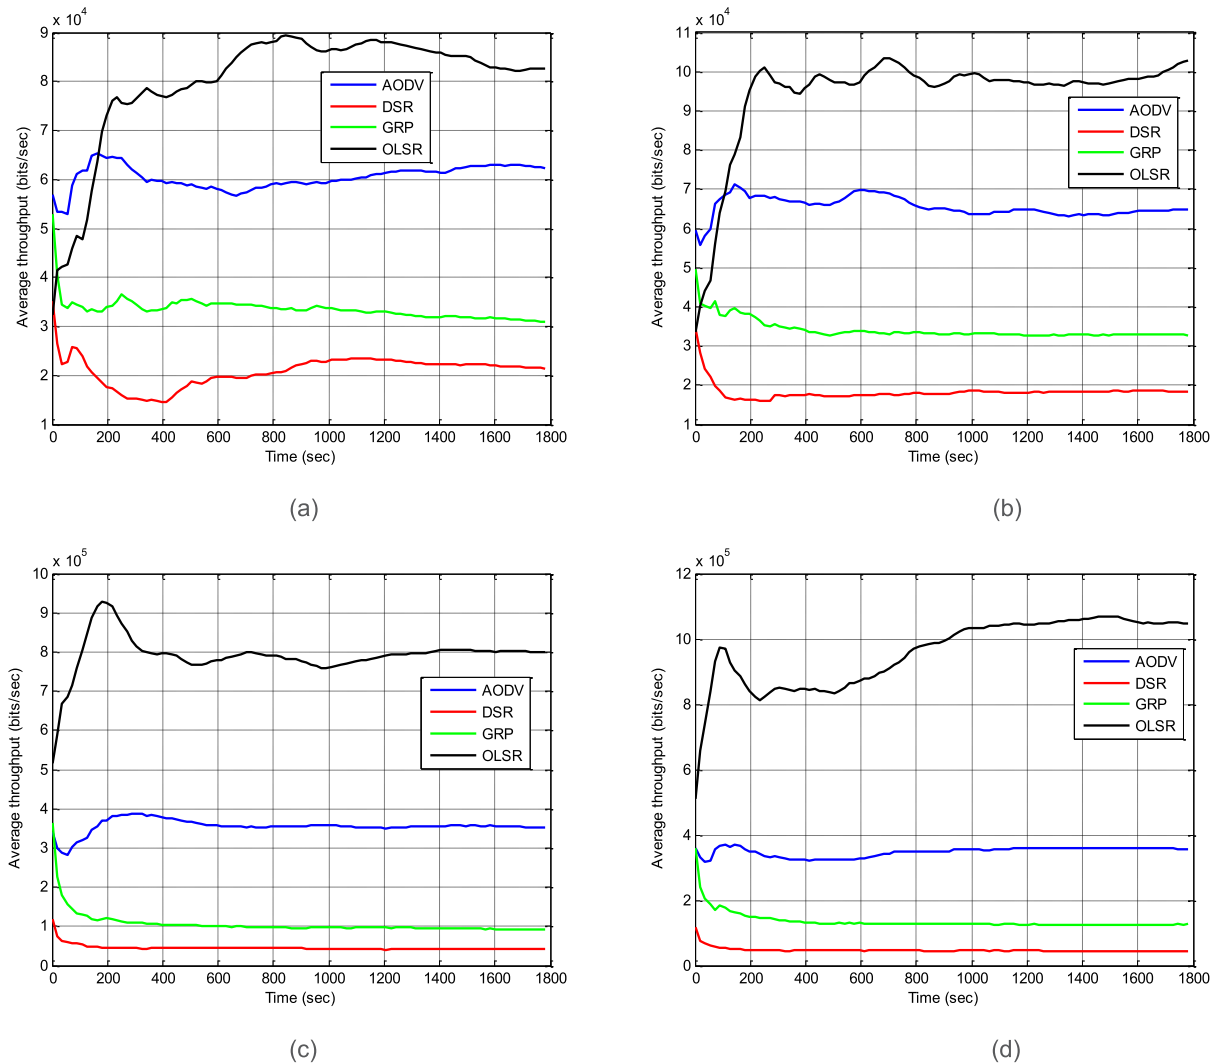 x 10^4
9
8
7
6
5
4
3
2
1
Average throughput (bits/sec)
AODV
DSR
GRP
OLSR
0 200 400 600 800 1000 1200 1400 1600 1800
Time (sec)
(a)
x 10^4
11
10
9
8
7
6
5
4
3
2
1
Average throughput (bits/sec)
AODV
DSR
GRP
OLSR
0 200 400 600 800 1000 1200 1400 1600 1800
Time (sec)
(b)
x 10^5
10
9
8
7
6
5
4
3
2
1
0
Average throughput (bits/sec)
AODV
DSR
GRP
OLSR
0 200 400 600 800 1000 1200 1400 1600 1800
Time (sec)
(c)
x 10^5
12
10
8
6
4
2
0
Average throughput (bits/sec)
AODV
DSR
GRP
OLSR
0 200 400 600 800 1000 1200 1400 1600 1800
Time (sec)
(d)